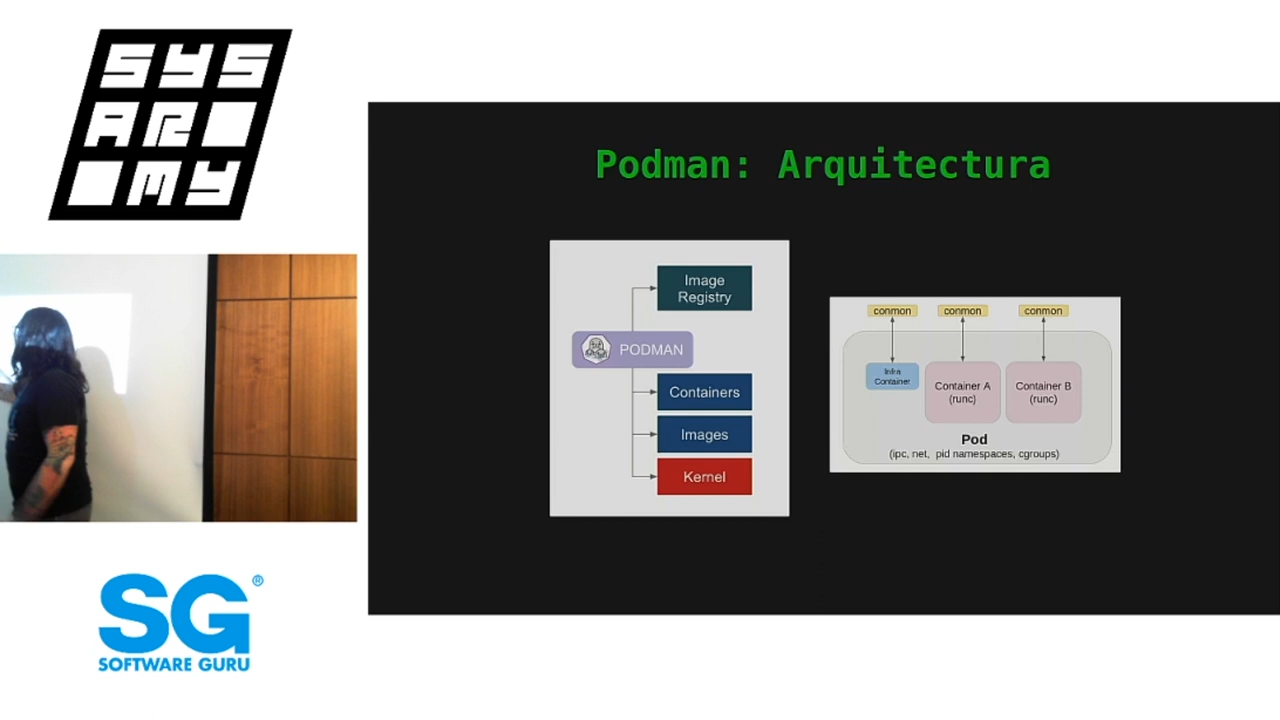 SYS
AR
MY
Podman: Arquitectura
Image
Registry
PODMAN
Containers
Images
Kernel
conmon conmon conmon
Infra
Container
Container A
(runc)
Container B
(runc)
Pod
(ipc, net, pid namespaces, cgroups)
SG®
SOFTWARE GURU